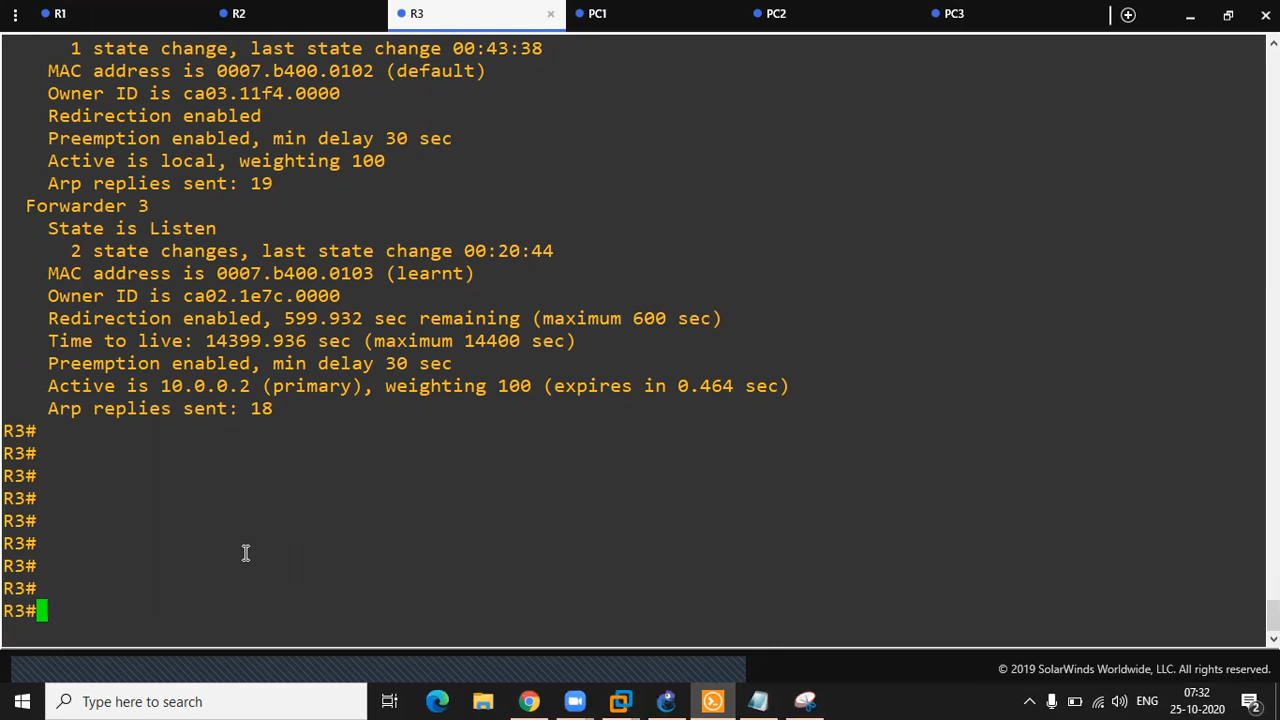 R1 R2 R3 × PC1 PC2 PC3
1 state change, last state change 00:43:38
MAC address is 0007.b400.0102 (default)
Owner ID is ca03.11f4.0000
Redirection enabled
Preemption enabled, min delay 30 sec
Active is local, weighting 100
Arp replies sent: 19
Forwarder 3
State is Listen
2 state changes, last state change 00:20:44
MAC address is 0007.b400.0103 (learnt)
Owner ID is ca02.1e7c.0000
Redirection enabled, 599.932 sec remaining (maximum 600 sec)
Time to live: 14399.936 sec (maximum 14400 sec)
Preemption enabled, min delay 30 sec
Active is 10.0.0.2 (primary), weighting 100 (expires in 0.464 sec)
Arp replies sent: 18
R3#
R3#
R3#
R3#
R3#
R3#
R3#
R3#
R3#
© 2019 SolarWinds Worldwide, LLC. All rights reserved.
Type here to search
ENG
07:32
25-10-2020
2